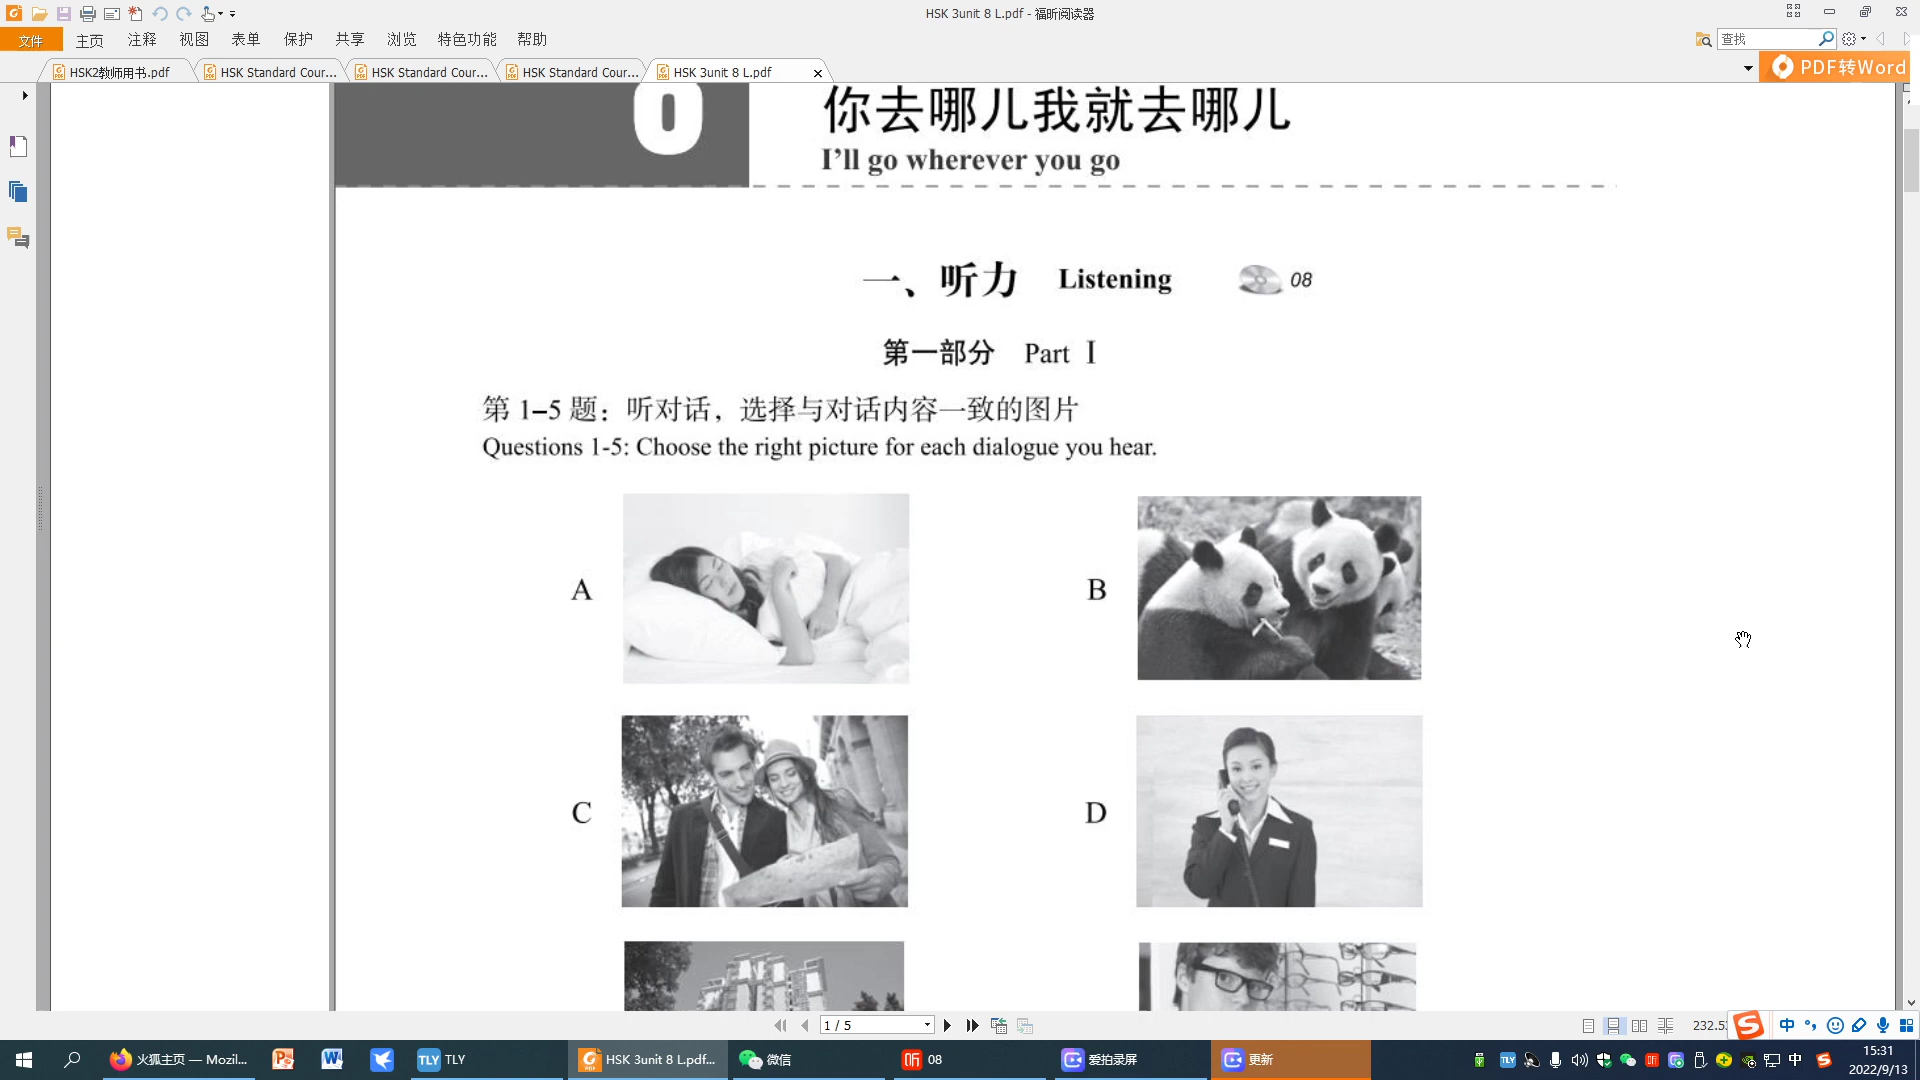 HSK 3unit 8 L.pdf - 福昕阅读器
文件 主页 注释 视图 表单 保护 共享 浏览 特色功能 帮助
查找
HSK2教师用书.pdf
HSK Standard Cour...
HSK Standard Cour...
HSK Standard Cour...
HSK 3unit 8 L.pdf
PDF转Word
你去哪儿我就去哪儿
I'll go wherever you go
一、听力 Listening 08
第一部分 Part Ⅰ
第 1–5 题：听对话，选择与对话内容一致的图片
Questions 1-5: Choose the right picture for each dialogue you hear.
A
B
C
D
1 / 5
中
火狐主页 — Mozil...
TLY TLY
HSK 3unit 8 L.pdf...
微信
听 08
爱拍录屏
更新
TLY
中
15:31
2022/9/13